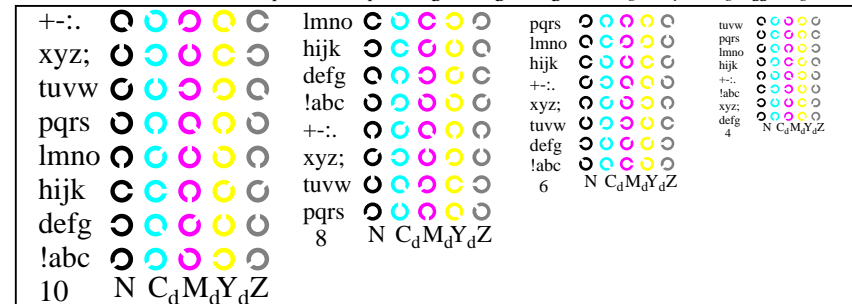 +-:.
xyz;
tuvw
pqrs
lmno
hijk
defg
!abc
10 N CdMdYdZ
lmno
hijk
defg
!abc
+-:.
xyz;
tuvw
pqrs
8 N CdMdYdZ
pqrs
lmno
hijk
+-:.
xyz;
tuvw
defg
!abc
6 N CdMdYdZ
tuvw
pqrs
lmno
hijk
+-:.
!abc
xyz;
defg
4 N CdMdYdZ